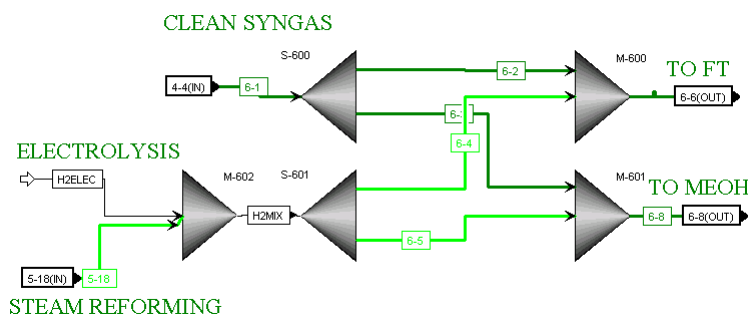 CLEAN SYNGAS
S-600
M-600
TO FT
4-4(IN)
6-1
6-2
6-6(OUT)
6-3
6-4
ELECTROLYSIS
H2ELEC
M-602
S-601
M-601
TO MEOH
H2MIX
6-5
6-8
6-8(OUT)
5-18(IN)
5-18
STEAM REFORMING